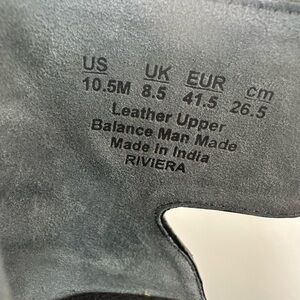 US UK EUR cm
10.5M 8.5 41.5 26.5
Leather Upper
Balance Man Made
Made in India
RIVIERA